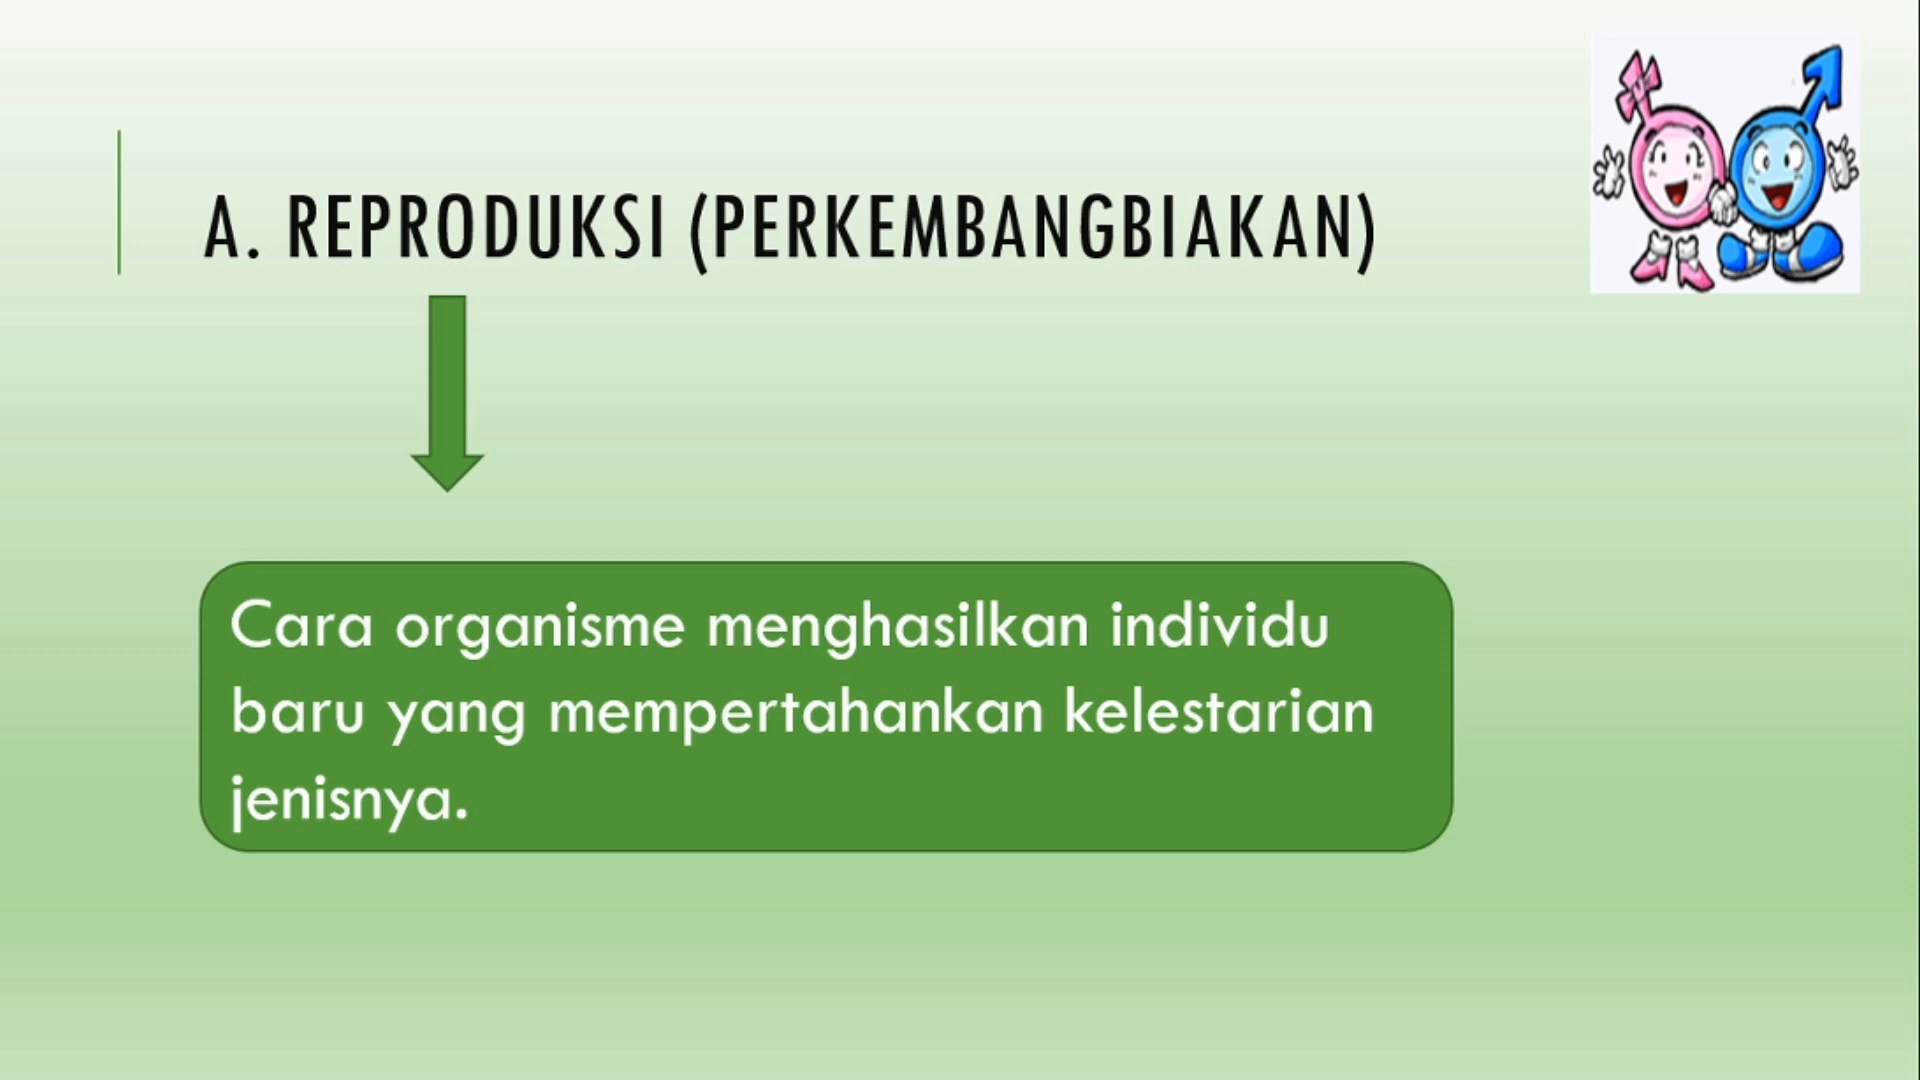 A. REPRODUKSI (PERKEMBANGBIAKAN)
Cara organisme menghasilkan individu
baru yang mempertahankan kelestarian
jenisnya.